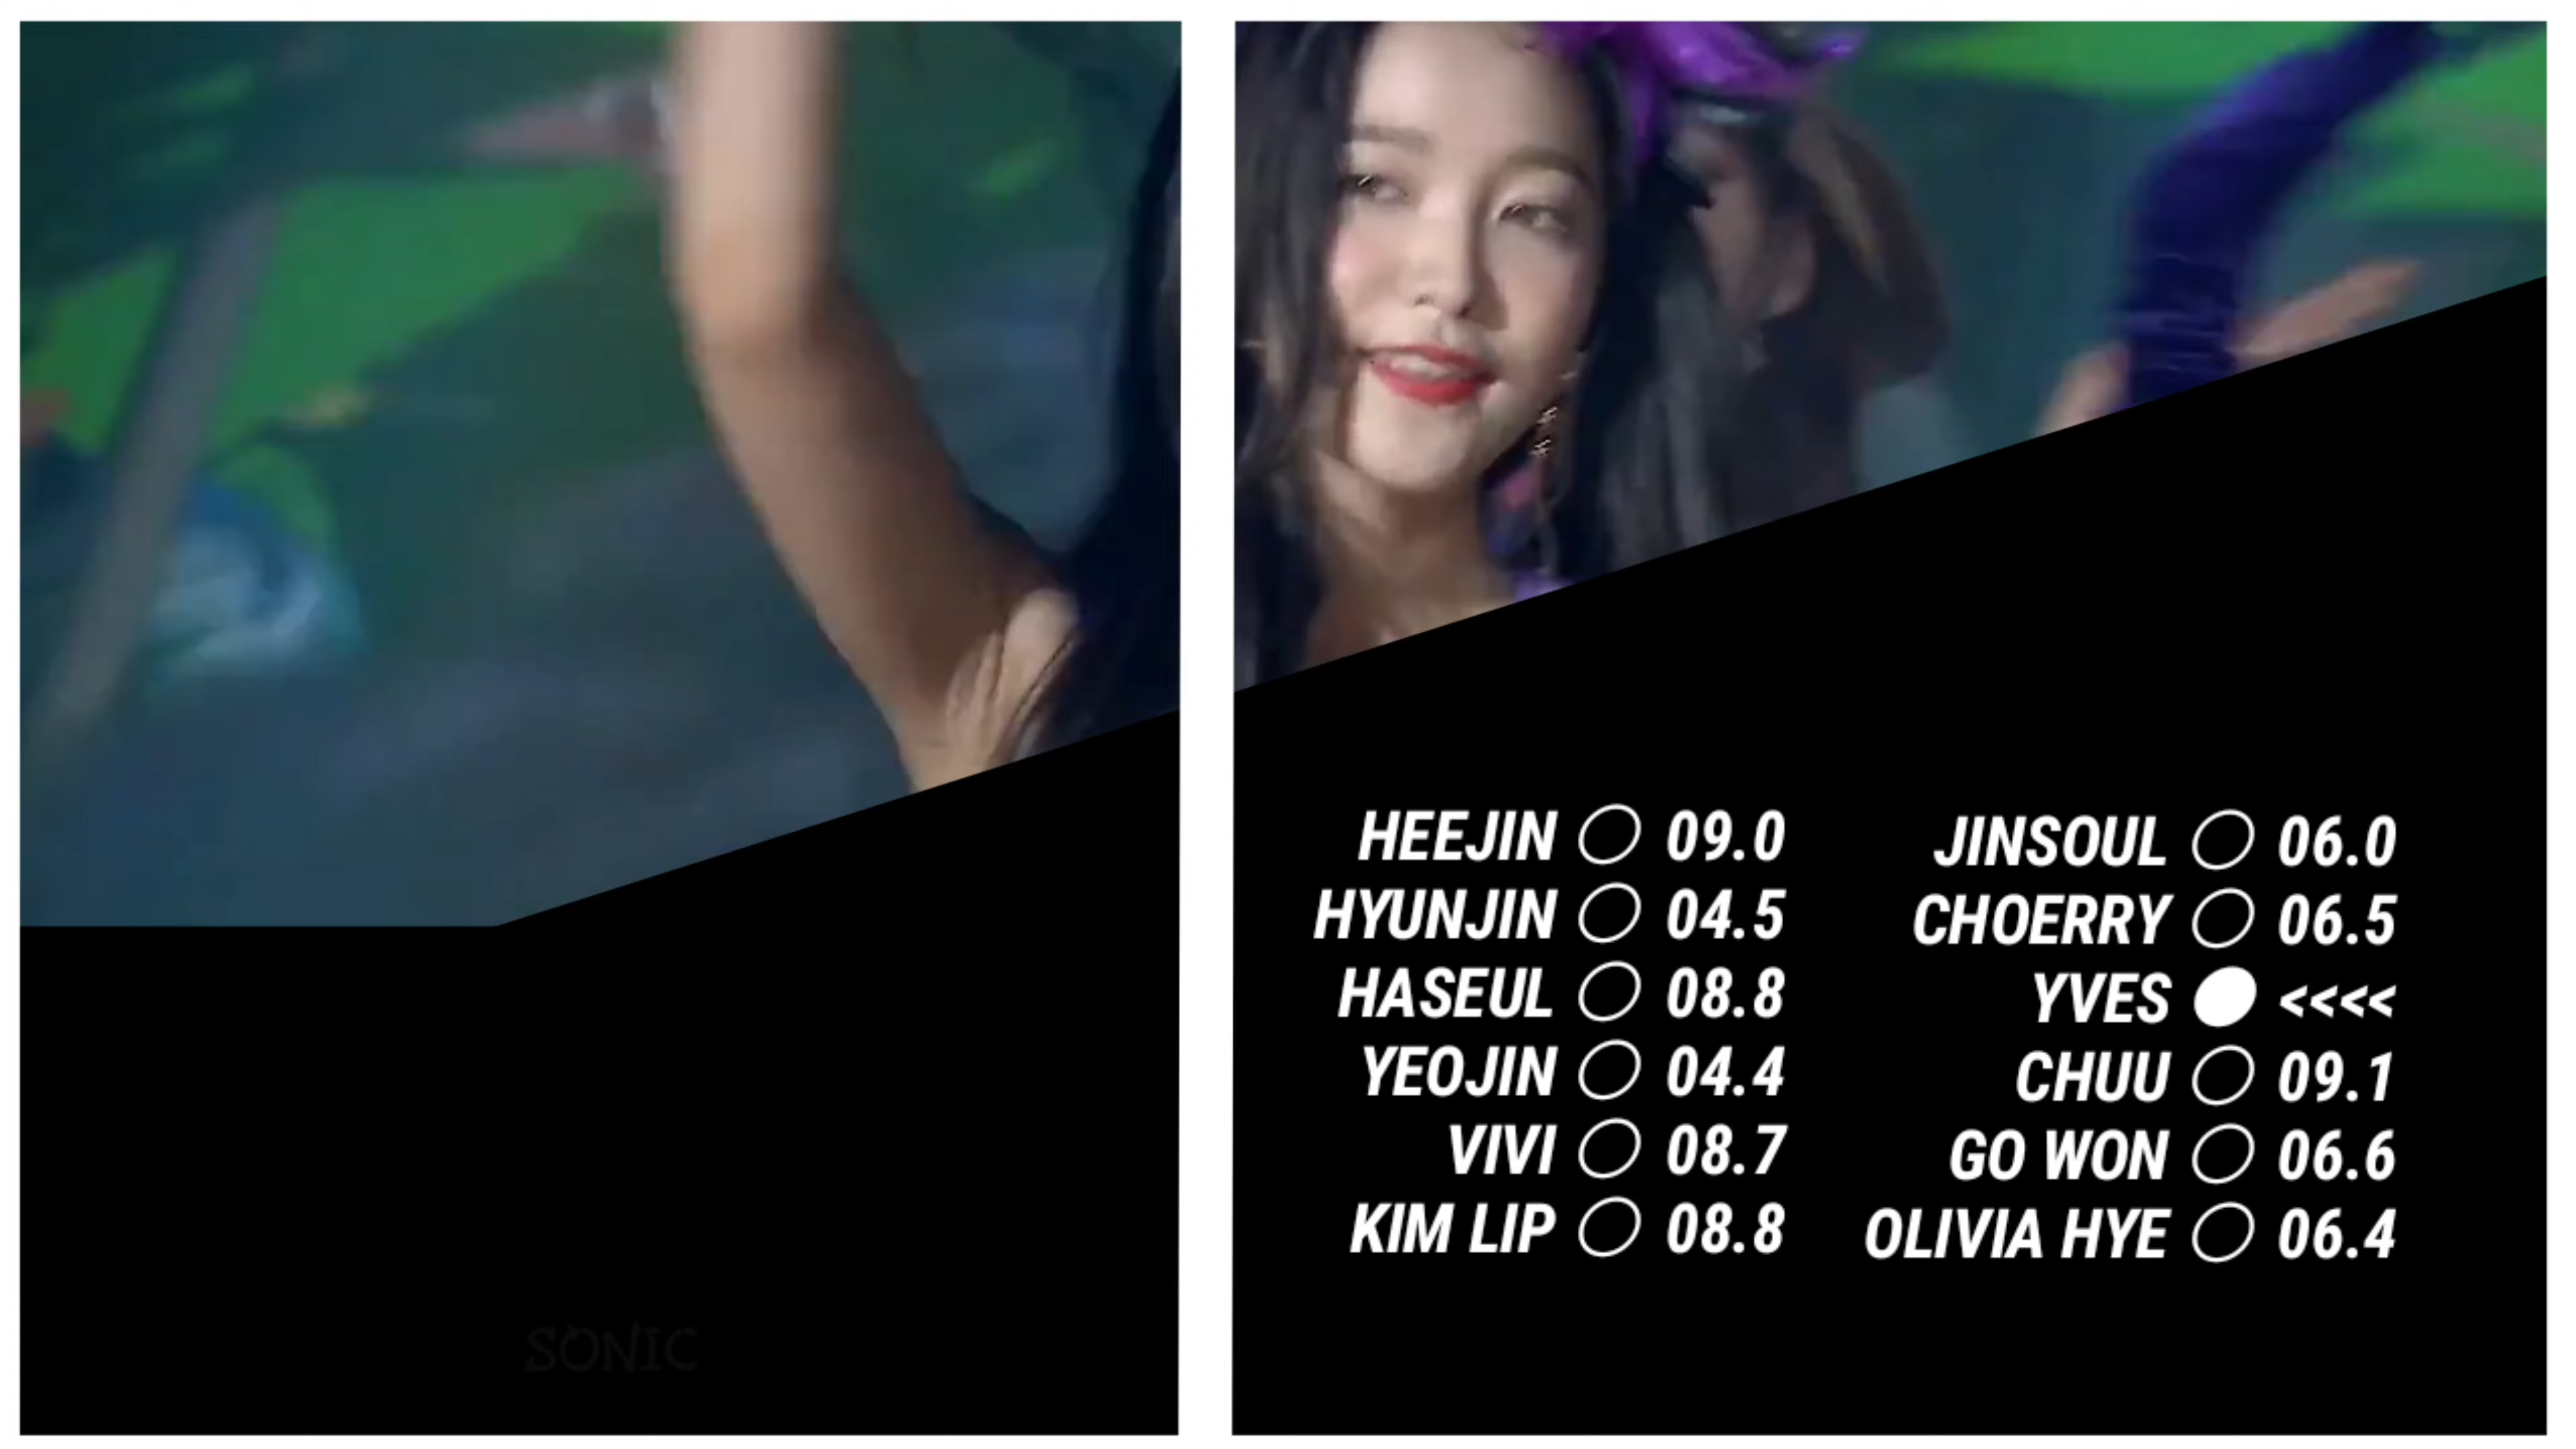 HEEJIN 09.0
HYUNJIN 04.5
HASEUL 08.8
YEOJIN 04.4
VIVI 08.7
KIM LIP 08.8
JINSOUL 06.0
CHOERRY 06.5
YVES <<<<
CHUU 09.1
GO WON 06.6
OLIVIA HYE 06.4
SONIC